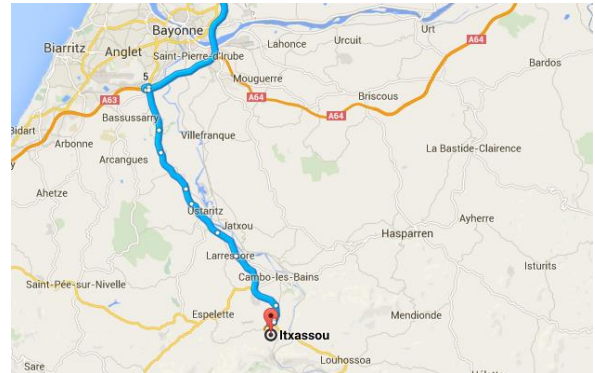 Biarritz
Anglet
Bayonne
Lahonce
Urcuit
Urt
Saint-Pierre-d'Irube
5
Mouguerre
A63
A64
Briscous
A64
A64
Bardos
Bassussarry
Bidart
Arbonne
Villefranque
Arcangues
La Bastide-Clairence
Ahetze
Ustaritz
Jatxou
Ayherre
Hasparren
Larressore
Isturits
Cambo-les-Bains
Saint-Pée-sur-Nivelle
Espelette
Mendionde
Itxassou
Louhossoa
Sare